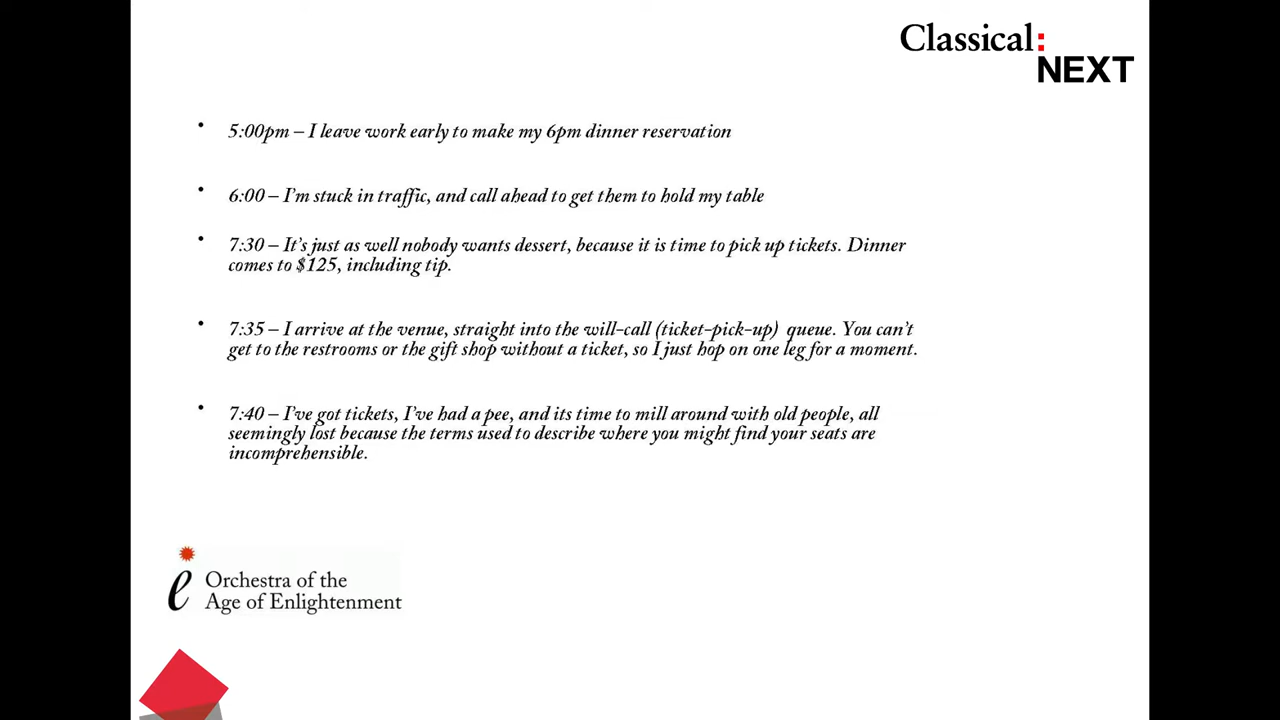 Classical:
NEXT
• 5:00pm – I leave work early to make my 6pm dinner reservation
• 6:00 – I'm stuck in traffic, and call ahead to get them to hold my table
• 7:30 – It's just as well nobody wants dessert, because it is time to pick up tickets. Dinner
comes to $125, including tip.
• 7:35 – I arrive at the venue, straight into the will-call (ticket-pick-up) queue. You can't
get to the restrooms or the gift shop without a ticket, so I just hop on one leg for a moment.
• 7:40 – I've got tickets, I've had a pee, and its time to mill around with old people, all
seemingly lost because the terms used to describe where you might find your seats are
incomprehensible.
e Orchestra of the
Age of Enlightenment